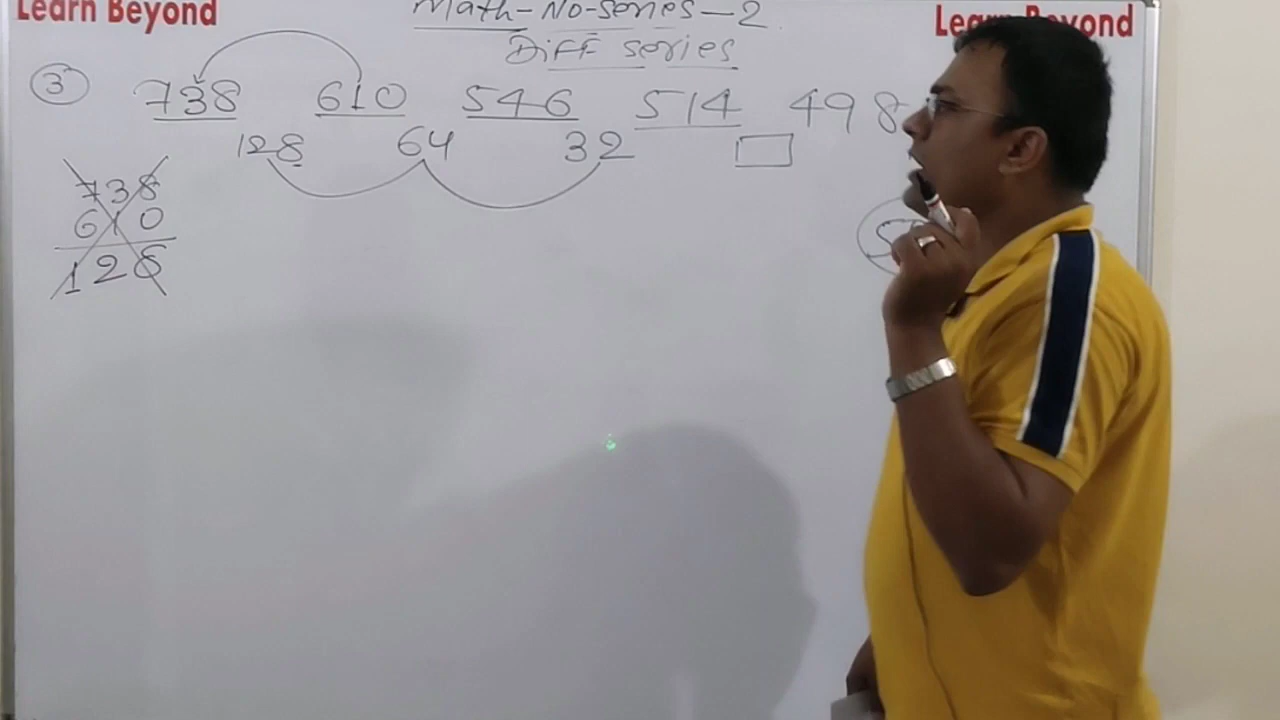 Learn Beyond
Math-No-series-2
Learn Beyond
Diff series
③ 738 610 546 514 498
128 64 32
738
610
128